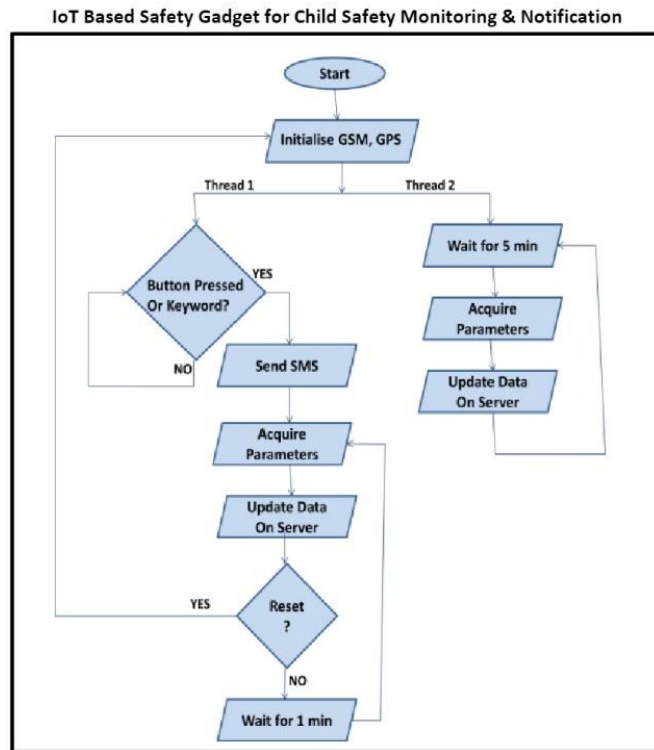 IoT Based Safety Gadget for Child Safety Monitoring & Notification
Start
Initialise GSM, GPS
Thread 1
Thread 2
Button Pressed
Or Keyword?
YES
NO
Send SMS
Acquire
Parameters
Update Data
On Server
Reset
?
YES
NO
Wait for 1 min
Wait for 5 min
Acquire
Parameters
Update Data
On Server